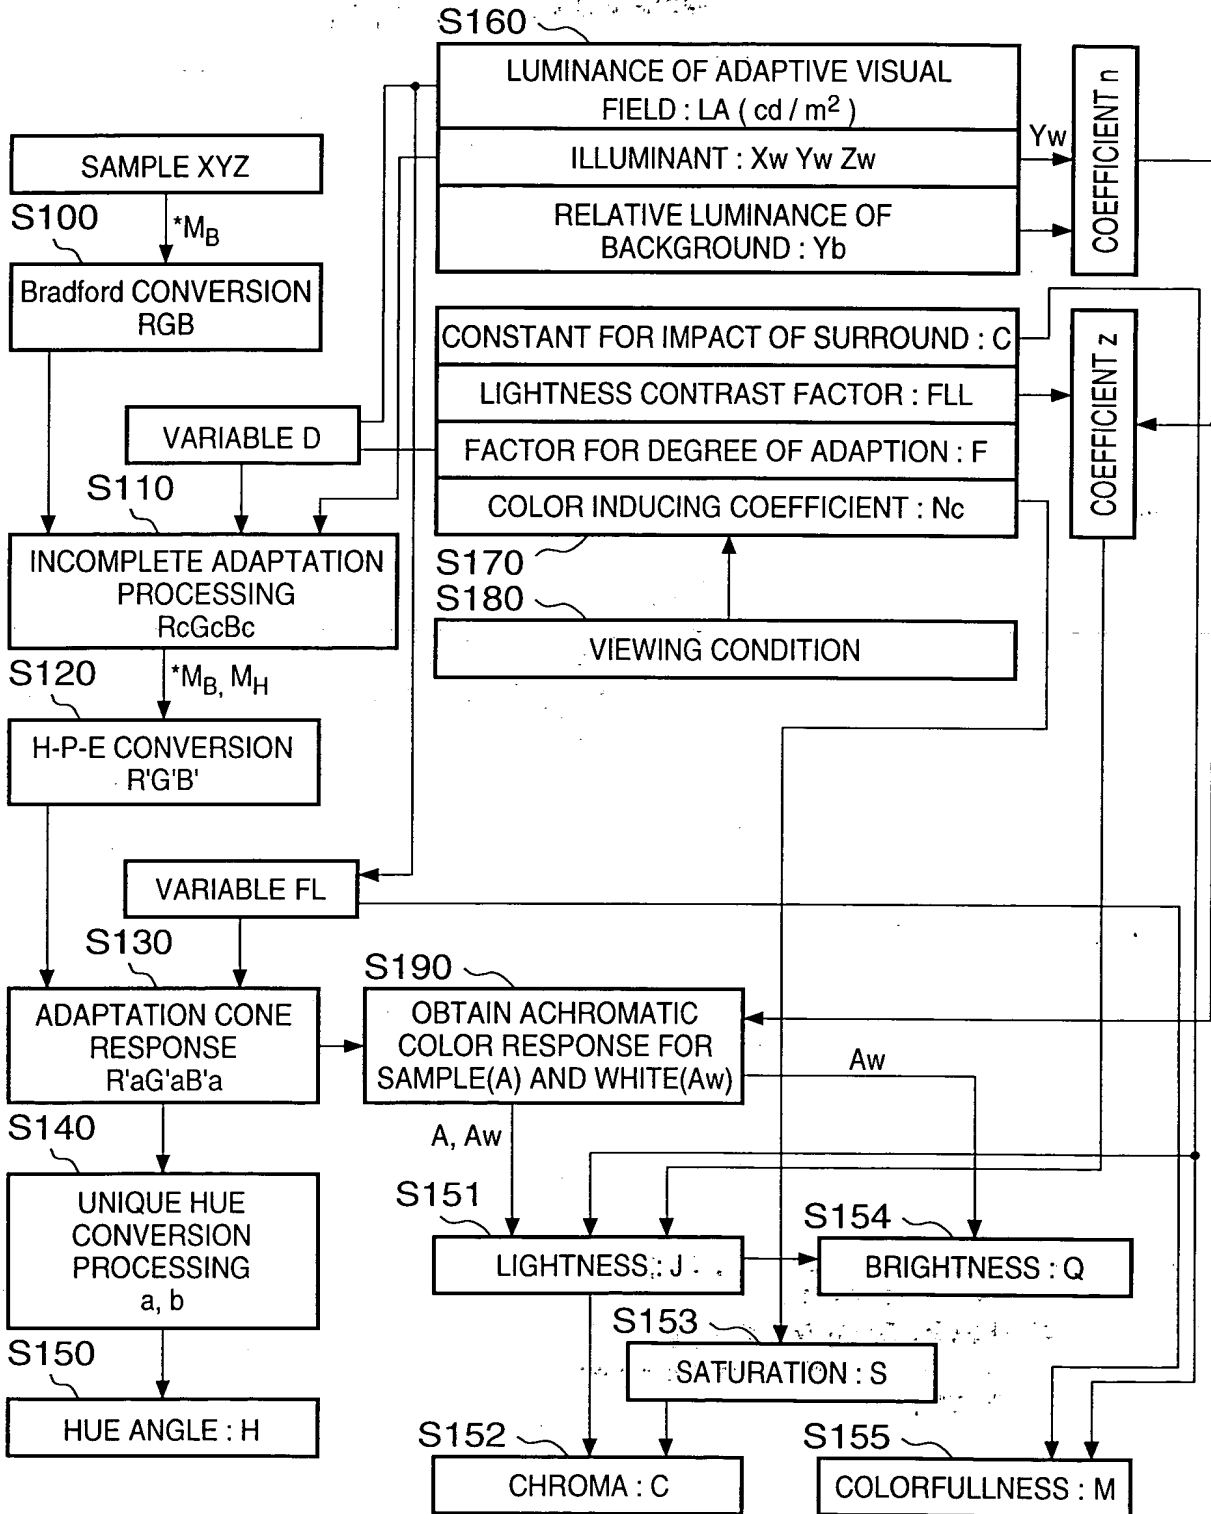 S160
LUMINANCE OF ADAPTIVE VISUAL
FIELD : LA ( cd / m²)
ILLUMINANT : Xw Yw Zw
RELATIVE LUMINANCE OF
BACKGROUND : Yb
Yw
COEFFICIENT n
SAMPLE XYZ
S100
*MB
Bradford CONVERSION
RGB
CONSTANT FOR IMPACT OF SURROUND : C
LIGHTNESS CONTRAST FACTOR : FLL
FACTOR FOR DEGREE OF ADAPTION : F
COLOR INDUCING COEFFICIENT : Nc
COEFFICIENT z
VARIABLE D
S110
INCOMPLETE ADAPTATION
PROCESSING
RcGcBc
S170
S180
VIEWING CONDITION
S120
*MB, MH
H-P-E CONVERSION
R'G'B'
VARIABLE FL
S130
ADAPTATION CONE
RESPONSE
R'aG'aB'a
S190
OBTAIN ACHROMATIC
COLOR RESPONSE FOR
SAMPLE(A) AND WHITE(Aw)
Aw
A, Aw
S140
UNIQUE HUE
CONVERSION
PROCESSING
a, b
S151
LIGHTNESS : J
S154
BRIGHTNESS : Q
S153
SATURATION : S
S150
HUE ANGLE : H
S152
CHROMA : C
S155
COLORFULLNESS : M